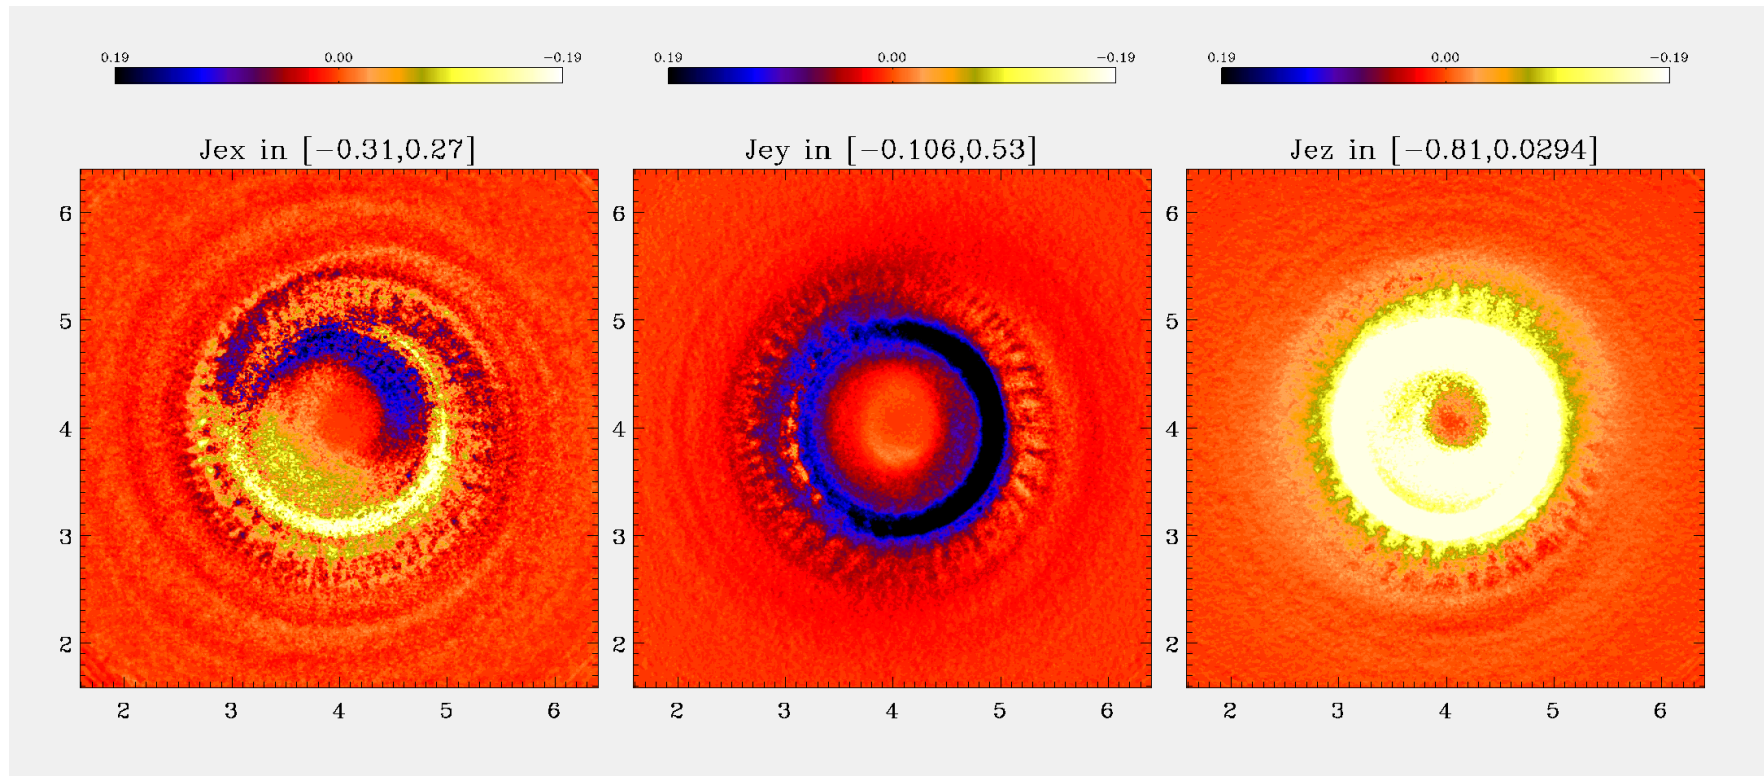 0.19 0.00 −0.19 0.19 0.00 −0.19 0.19 0.00 −0.19
Jex in [−0.31,0.27] Jey in [−0.106,0.53] Jez in [−0.81,0.0294]
6 6 6
5 5 5
4 4 4
3 3 3
2 2 2
2 3 4 5 6 2 3 4 5 6 2 3 4 5 6